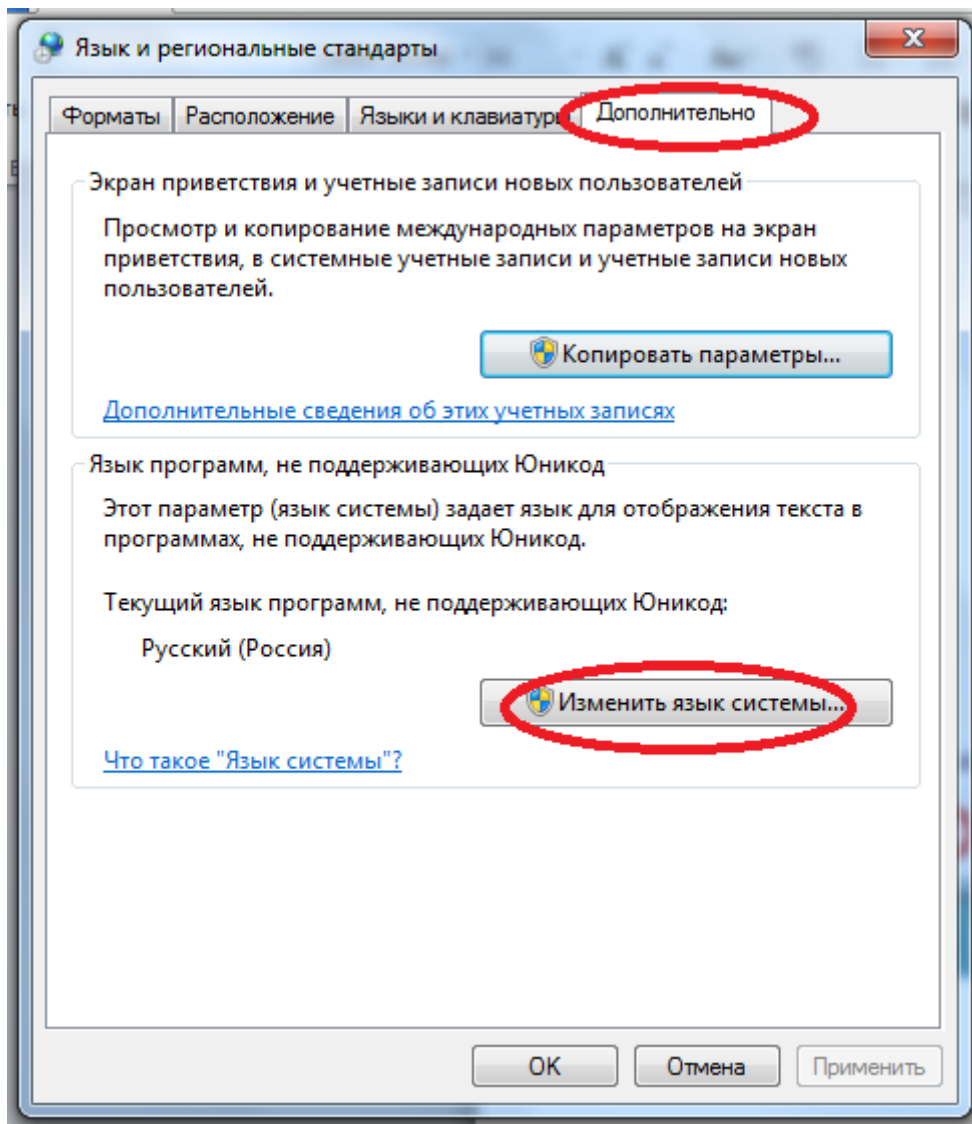 Язык и региональные стандарты
Форматы Расположение Языки и клавиатуры Дополнительно
Экран приветствия и учетные записи новых пользователей
Просмотр и копирование международных параметров на экран
приветствия, в системные учетные записи и учетные записи новых
пользователей.
Копировать параметры...
Дополнительные сведения об этих учетных записях
Язык программ, не поддерживающих Юникод
Этот параметр (язык системы) задает язык для отображения текста в
программах, не поддерживающих Юникод.
Текущий язык программ, не поддерживающих Юникод:
Русский (Россия)
Изменить язык системы...
Что такое "Язык системы"?
ОК Отмена Применить